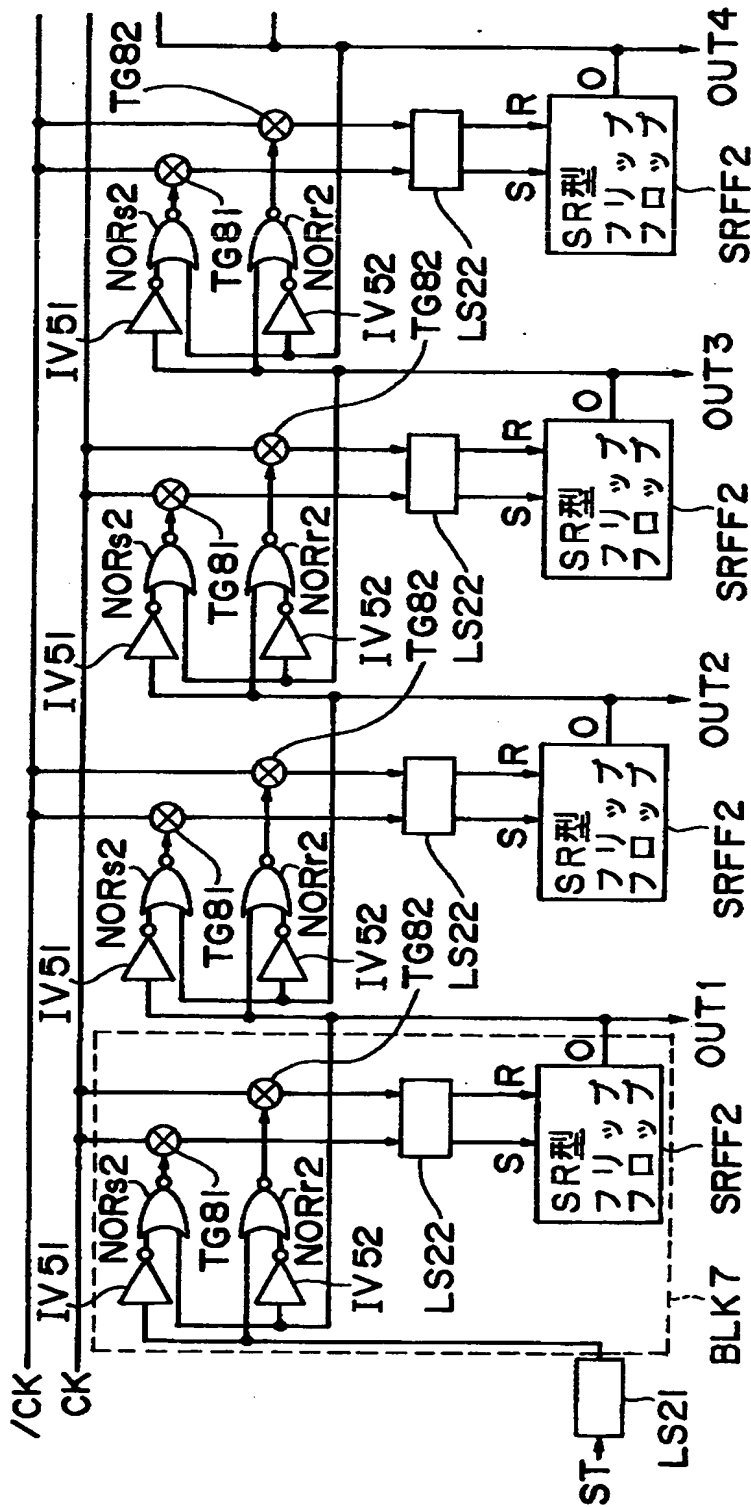 /CK
CK
ST
LS21
BLK7
IV51
NORs2
TG81
NORr2
IV52
TG82
LS22
S
R
SR型
フリップ
フロップ
O
SRFF2
OUT1
IV51
NORs2
TG81
NORr2
IV52
TG82
LS22
S
R
SR型
フリップ
フロップ
O
SRFF2
OUT2
IV51
NORs2
TG81
NORr2
IV52
TG82
LS22
S
R
SR型
フリップ
フロップ
O
SRFF2
OUT3
IV51
NORs2
TG81
NORr2
IV52
TG82
LS22
S
R
SR型
フリップ
フロップ
O
SRFF2
OUT4